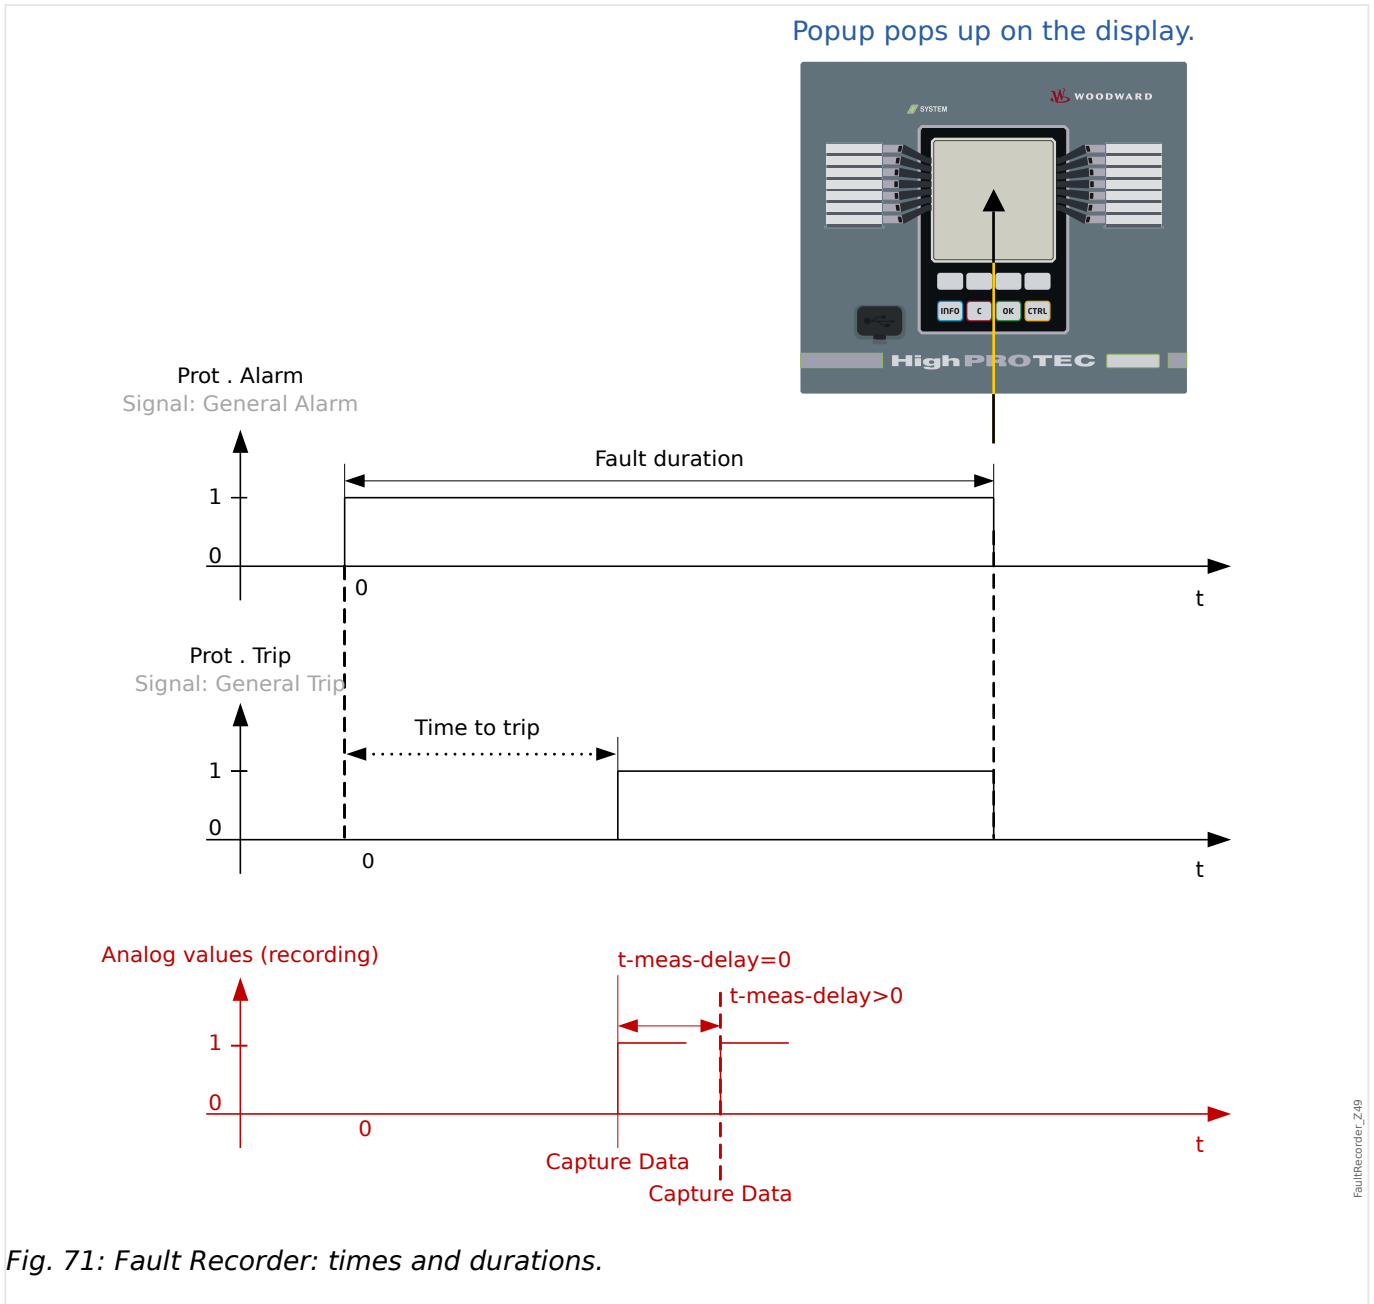 Popup pops up on the display.
WOODWARD
SYSTEM
INFO C OK CTRL
HighPROTEC
Prot . Alarm
Signal: General Alarm
Fault duration
1
0
0
t
Prot . Trip
Signal: General Trip
Time to trip
1
0
0
t
Analog values (recording)
t-meas-delay=0
t-meas-delay>0
1
0
0
t
Capture Data
Capture Data
FaultRecorder_Z49
Fig. 71: Fault Recorder: times and durations.